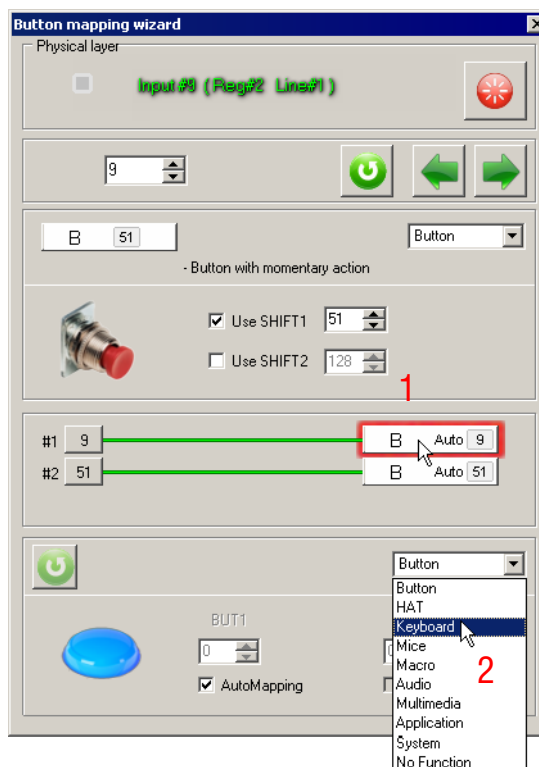 Button mapping wizard
Physical layer
Input#9 (Reg#2 Line#1)
9
B 51
Button
- Button with momentary action
Use SHIFT1 51
Use SHIFT2 128
1
#1 9 B Auto 9
#2 51 B Auto 51
Button
Button
HAT
Keyboard
Mice
Macro
Audio
Multimedia
Application
System
No Function
2
BUT1
0
AutoMapping